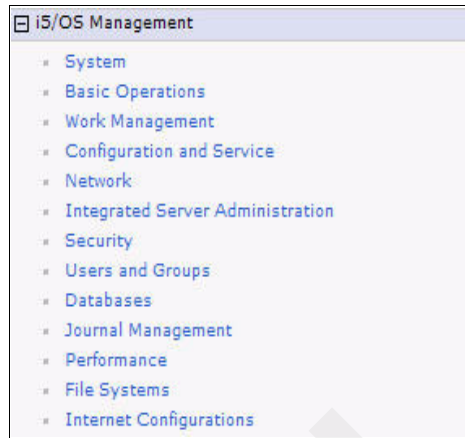 i5/OS Management
System
Basic Operations
Work Management
Configuration and Service
Network
Integrated Server Administration
Security
Users and Groups
Databases
Journal Management
Performance
File Systems
Internet Configurations